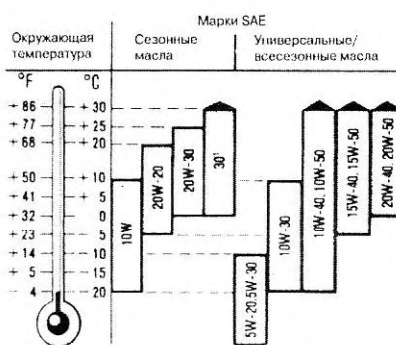 Марки SAE
Окружающая температура
Сезонные масла
Универсальные/ всесезонные масла
°F °C
+ 86 + 30
+ 77 + 25
+ 68 + 20
+ 50 + 10
+ 41 + 5
+ 32 0
+ 23 5
+ 14 10
+ 5 15
- 4 20
10W
20W-20
20W-30
30¹
5W-20,5W-30
10W-30
10W-40,10W-50
15W-40,15W-50
20W-40,20W-50